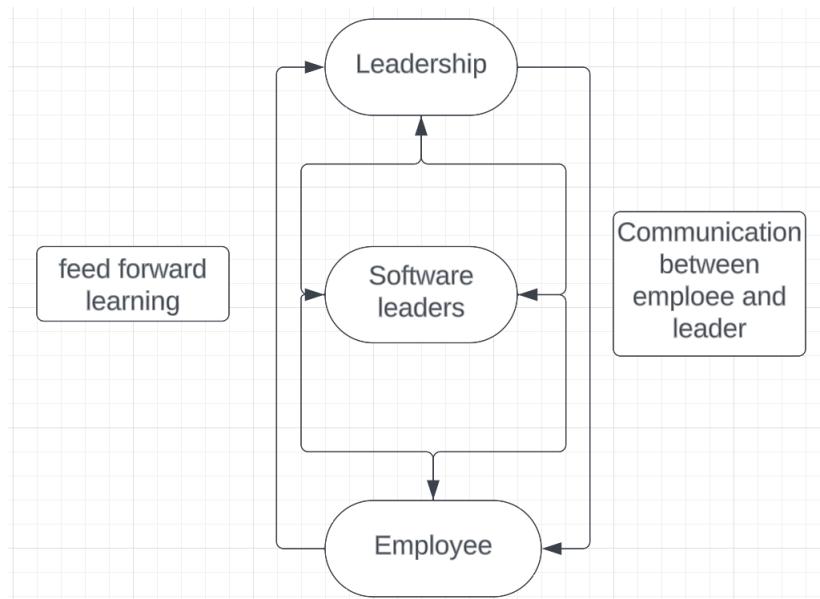 Leadership
feed forward
learning
Software
leaders
Communication
between
emploee and
leader
Employee